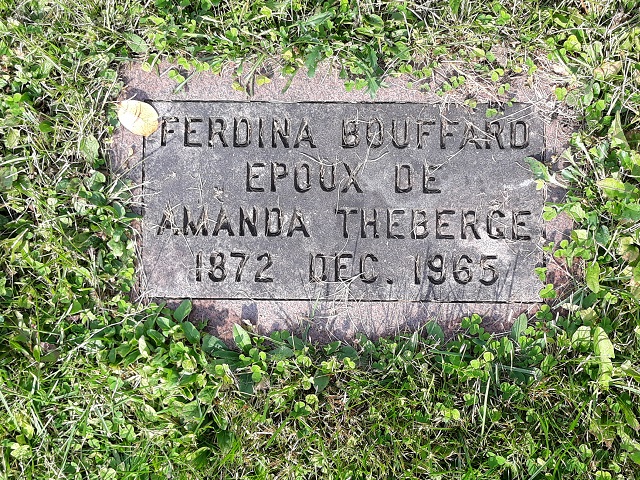 FERDINA BOUFFARD
EPOUX DE
AMANDA THEBERGE
1872 DEC. 1965